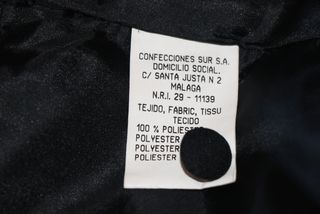 CONFECCIONES SUR S.A.
DOMICILIO SOCIAL.
C/ SANTA JUSTA N 2
MALAGA
N.R.I. 29 - 11139
TEJIDO, FABRIC, TISSU
TECIDO
100 % POLIEST
POLYESTER
POLYESTER
POLIESTER